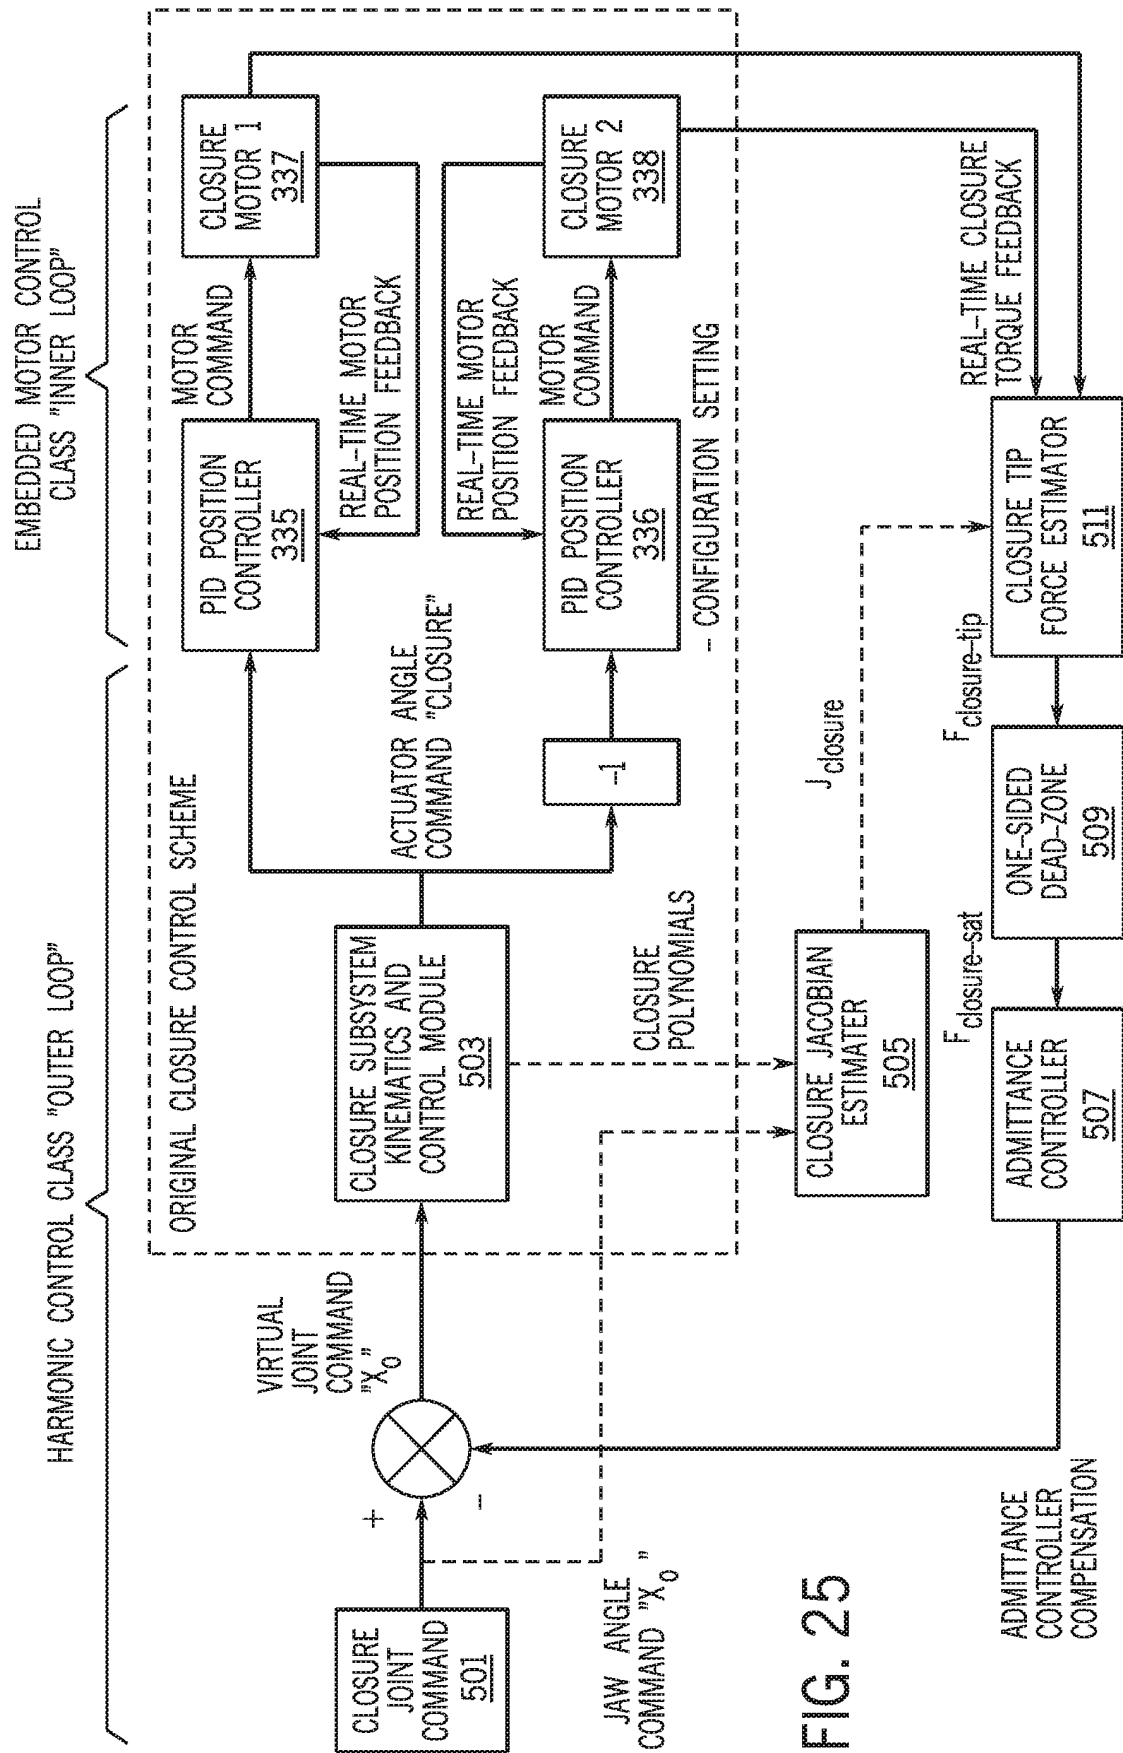 HARMONIC CONTROL CLASS "OUTER LOOP"
EMBEDDED MOTOR CONTROL
CLASS "INNER LOOP"
ORIGINAL CLOSURE CONTROL SCHEME
CLOSURE
JOINT
COMMAND
501
+
-
VIRTUAL
JOINT
COMMAND
"X₀"
JAW ANGLE
COMMAND "X₀"
CLOSURE SUBSYSTEM
KINEMATICS AND
CONTROL MODULE
503
ACTUATOR ANGLE
COMMAND "CLOSURE"
-1
PID POSITION
CONTROLLER
335
MOTOR
COMMAND
CLOSURE
MOTOR 1
337
REAL-TIME MOTOR
POSITION FEEDBACK
REAL-TIME MOTOR
POSITION FEEDBACK
PID POSITION
CONTROLLER
336
MOTOR
COMMAND
CLOSURE
MOTOR 2
338
- CONFIGURATION SETTING
CLOSURE
POLYNOMIALS
CLOSURE JACOBIAN
ESTIMATER
505
Jclosure
REAL-TIME CLOSURE
TORQUE FEEDBACK
CLOSURE TIP
FORCE ESTIMATOR
511
Fclosure-tip
ONE-SIDED
DEAD-ZONE
509
Fclosure-sat
ADMITTANCE
CONTROLLER
507
ADMITTANCE
CONTROLLER
COMPENSATION
FIG. 25